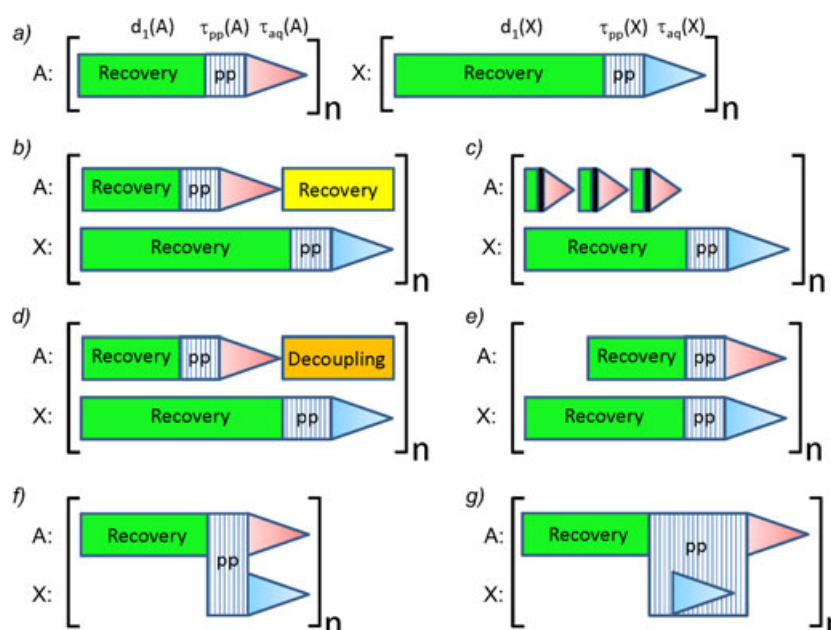 d₁(A) τpp(A) τaq(A) d₁(X) τpp(X) τaq(X)
a)
A: Recovery pp n X: Recovery pp n
b) c)
A: Recovery pp Recovery A:
X: Recovery pp n X: Recovery pp n
d) e)
A: Recovery pp Decoupling A: Recovery pp
X: Recovery pp n X: Recovery pp n
f) g)
A: Recovery A: Recovery
pp pp
X: n X: